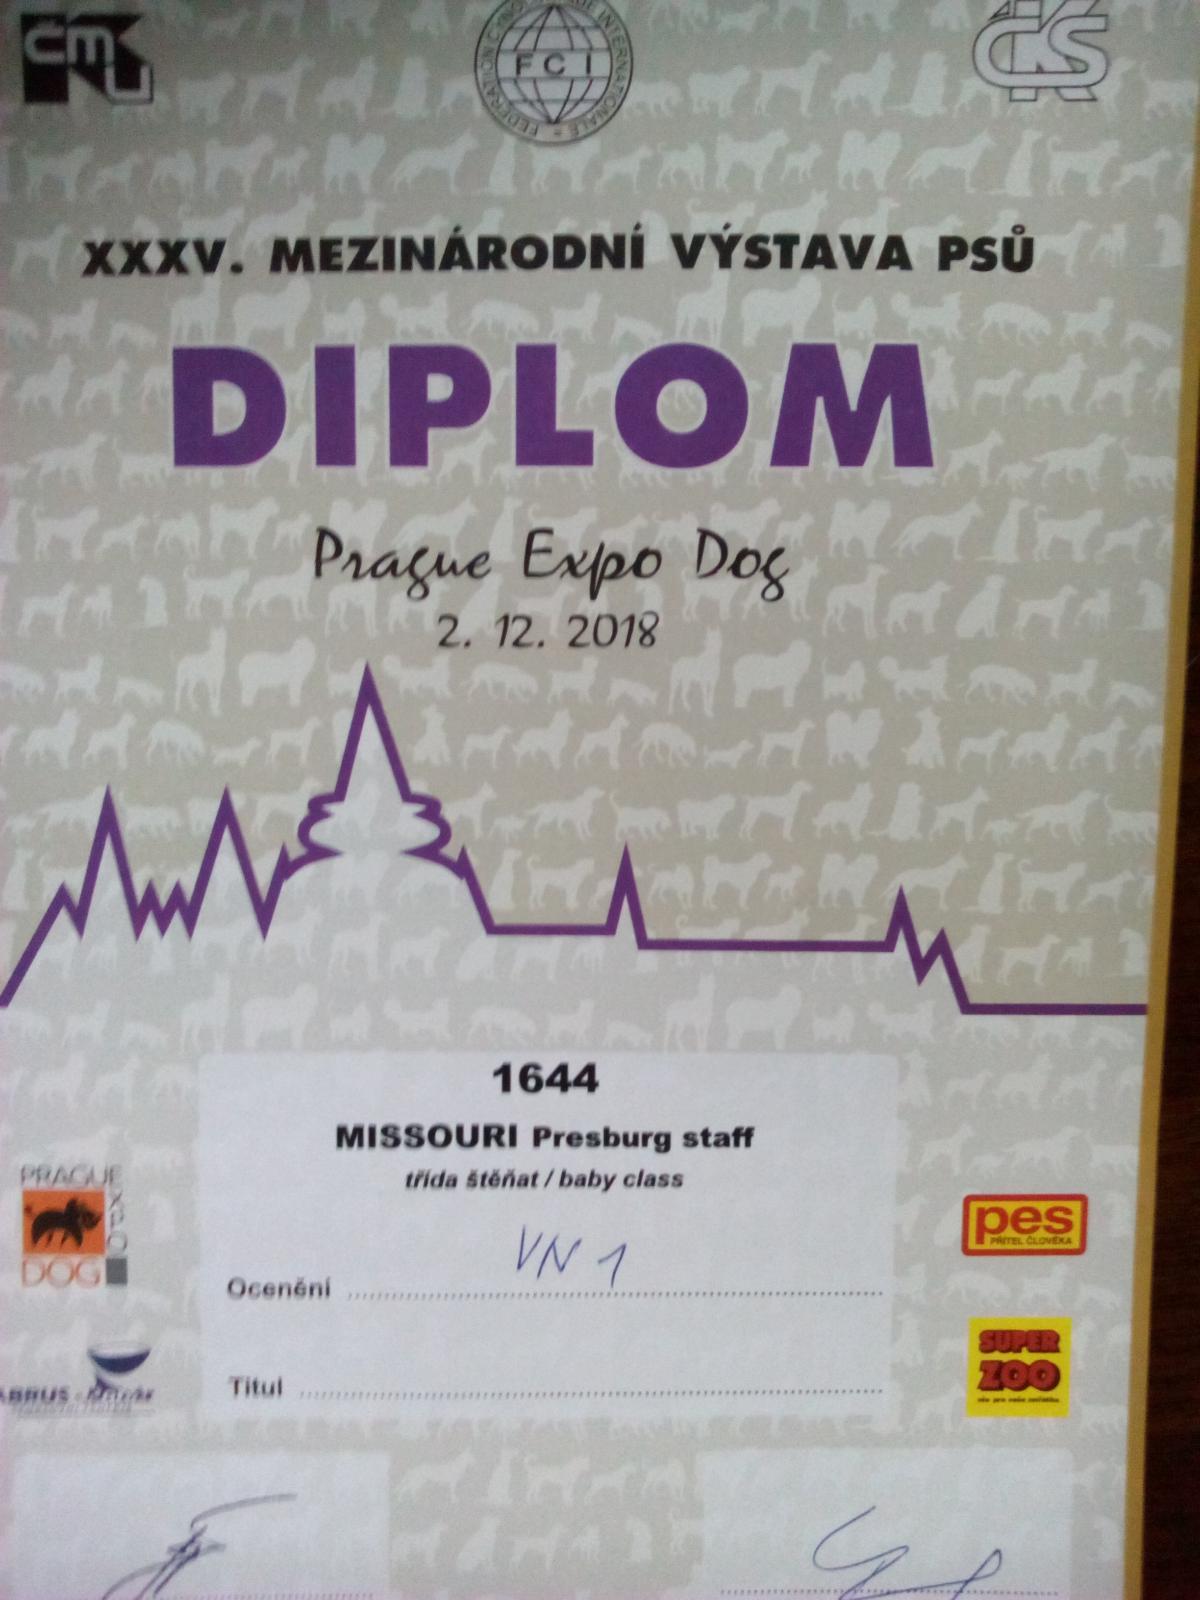 ČMKU
FCI
ČKS
XXXV. MEZINÁRODNÍ VÝSTAVA PSŮ
DIPLOM
Prague Expo Dog
2. 12. 2018
1644
MISSOURI Presburg staff
třída štěňat / baby class
VN 1
Ocenění
Titul
PRAGUE
EXPO
DOG
pes
PŘÍTEL ČLOVĚKA
SUPER
ZOO